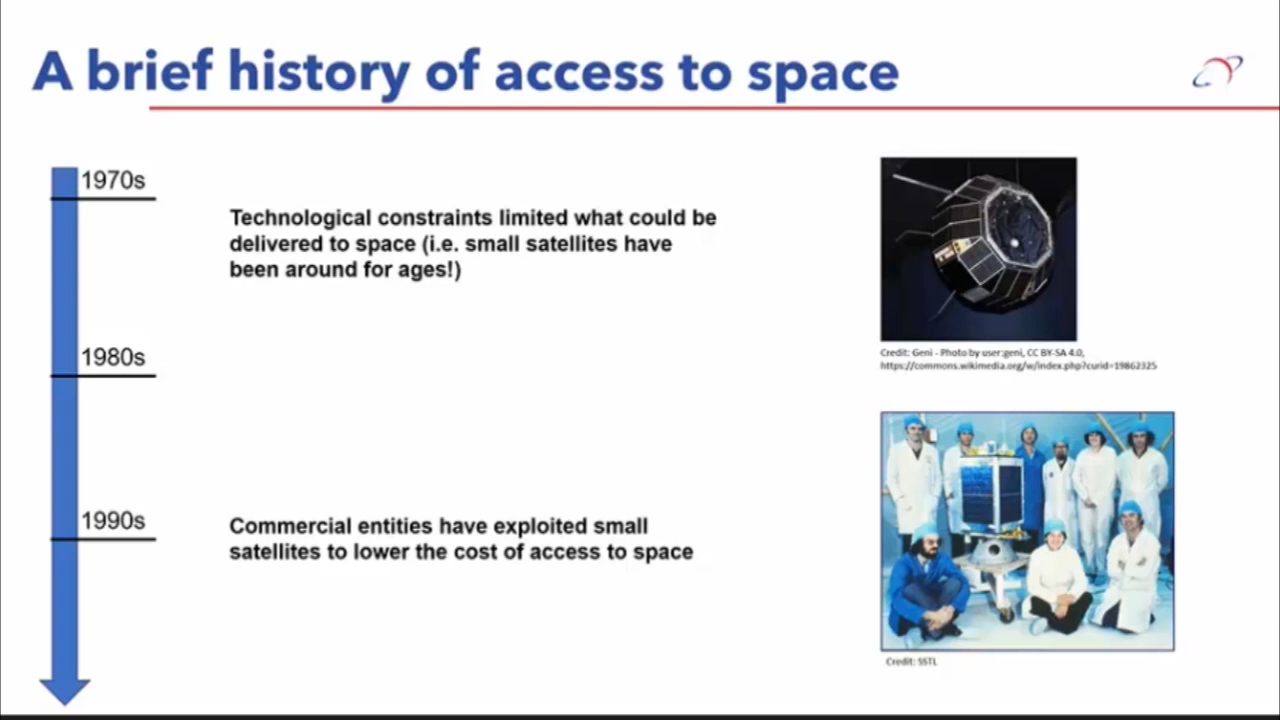 A brief history of access to space
1970s
Technological constraints limited what could be
delivered to space (i.e. small satellites have
been around for ages!)
Credit: Geni - Photo by user:geni, CC BY-SA 4.0,
https://commons.wikimedia.org/w/index.php?curid=19862325
1980s
1990s
Commercial entities have exploited small
satellites to lower the cost of access to space
Credit: SSTL